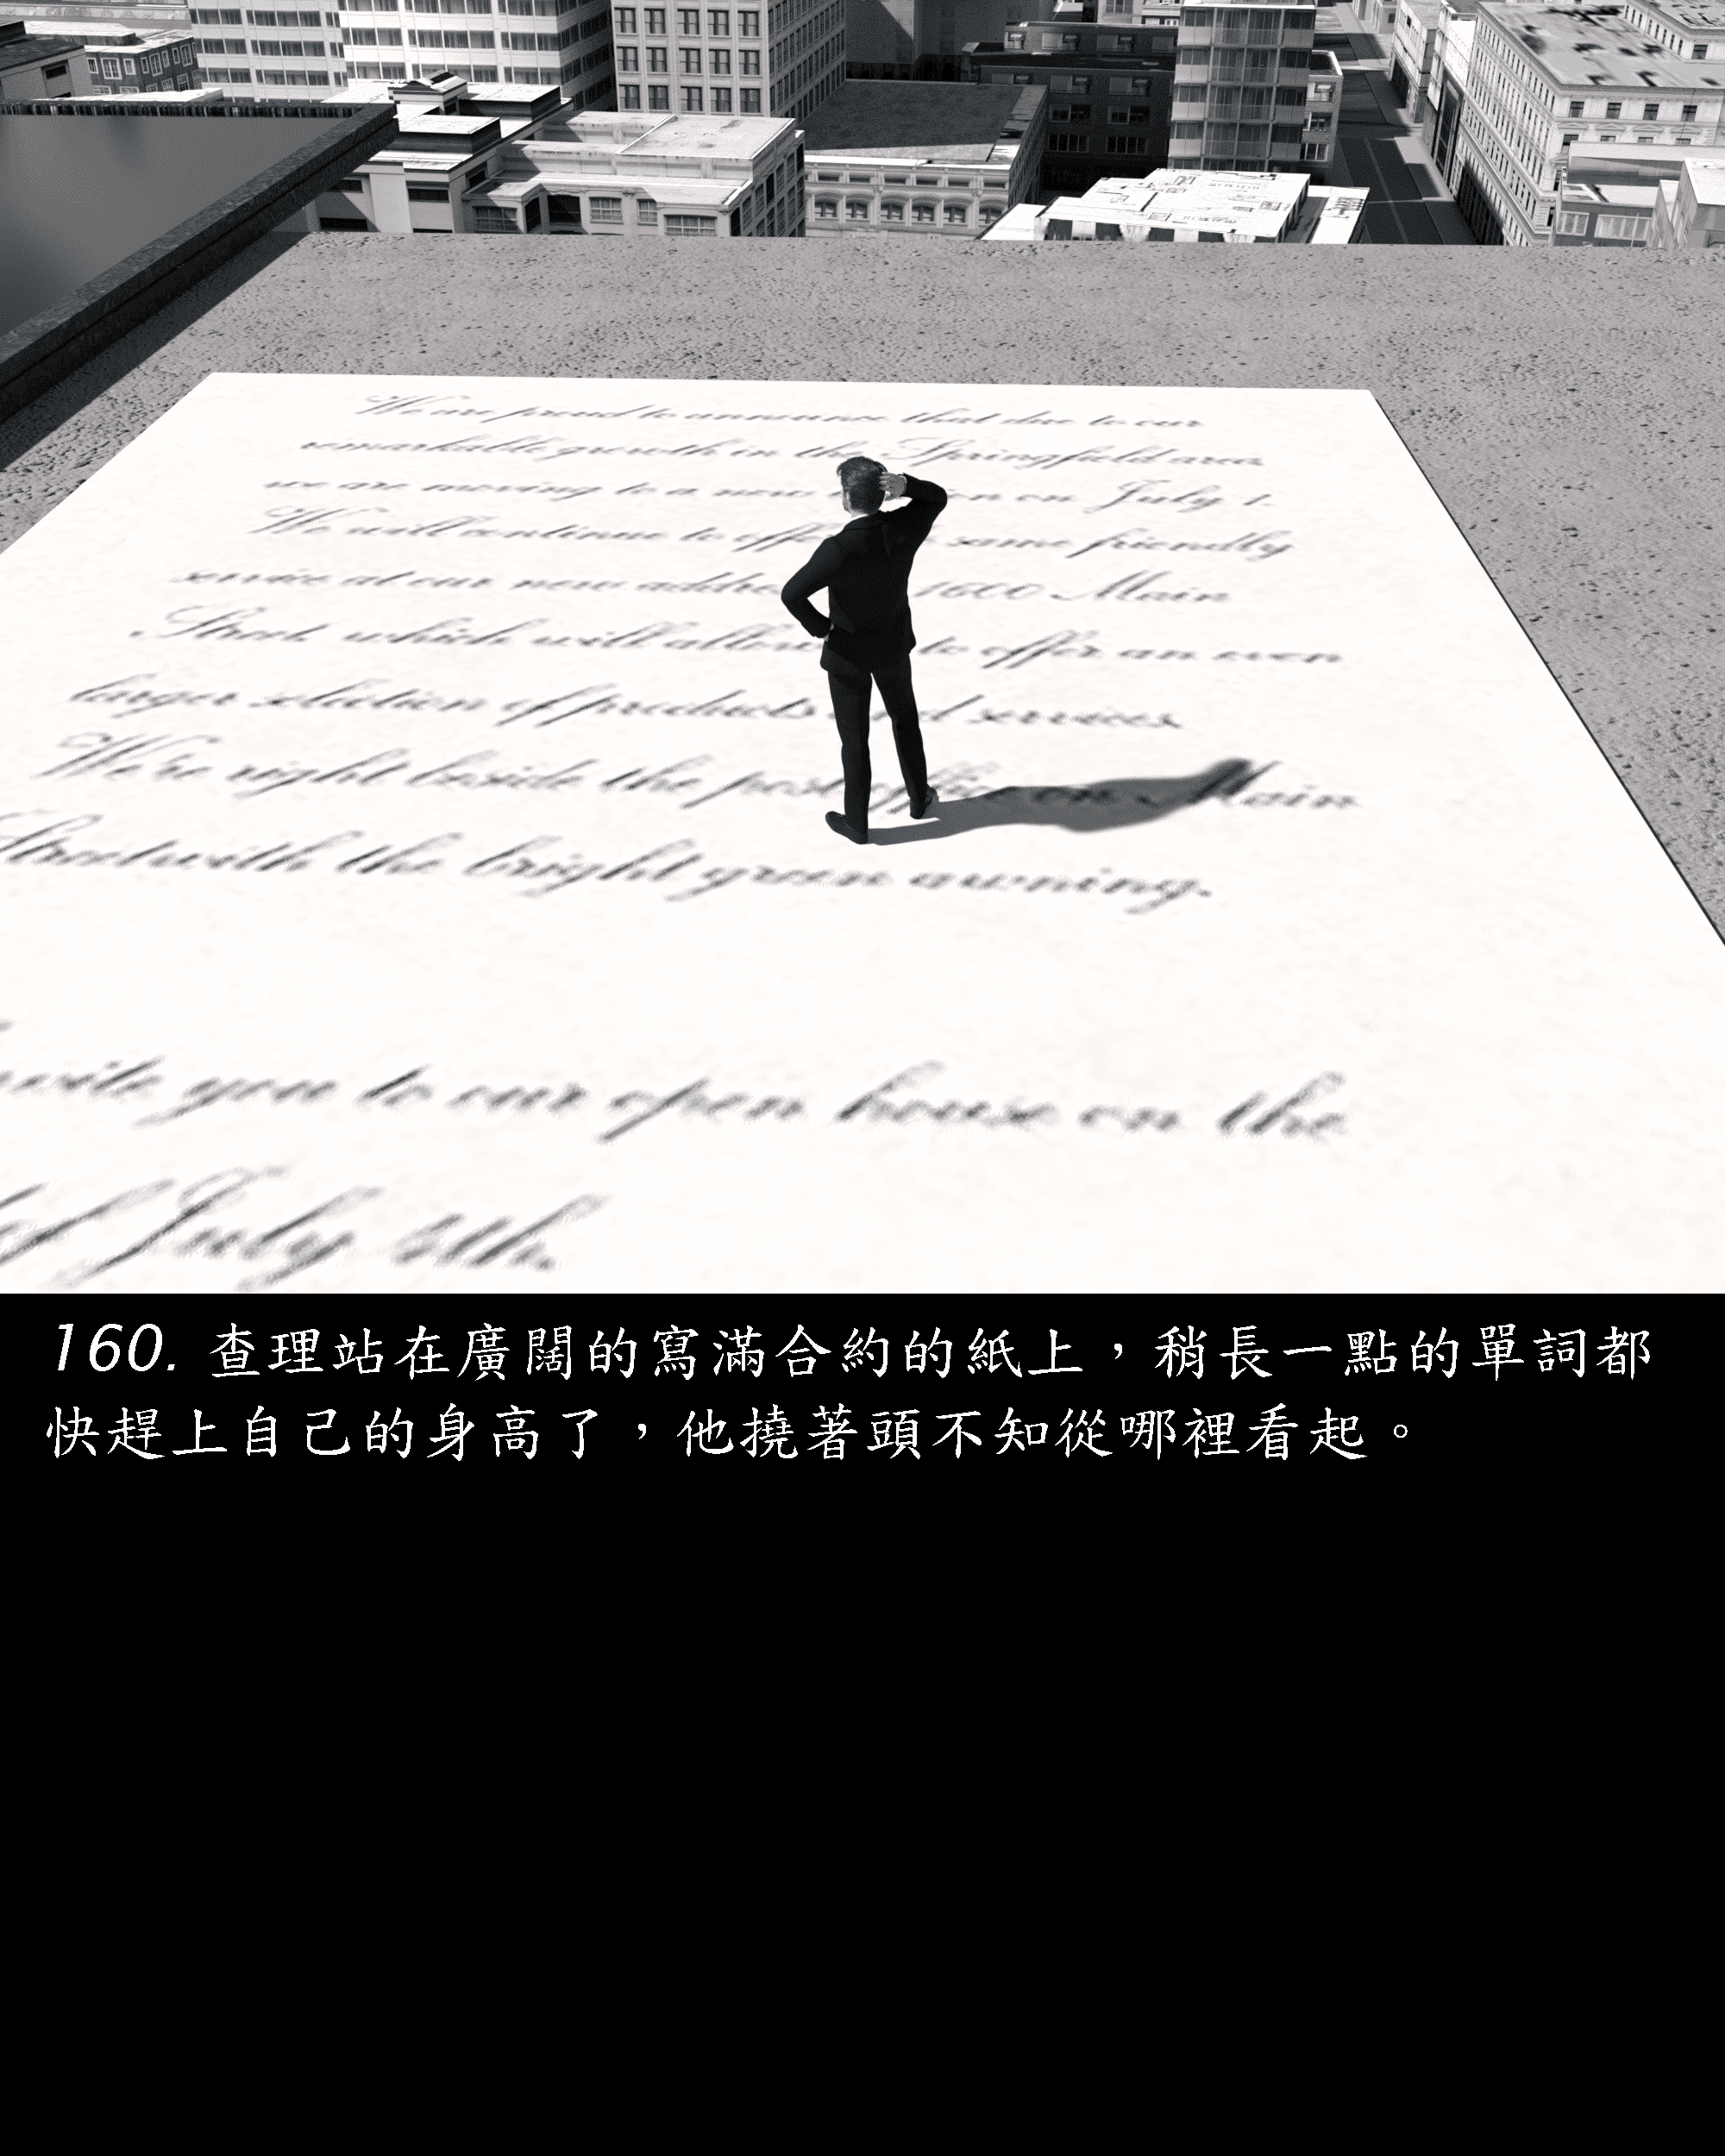 We are proud to announce that due to our
remarkable growth in the Springfield area
we are moving to a new on on July 1.
We will continue to same friendly
service at our new 1600 Main
Street, which will allow to offer an even
larger selection of products services
We're right beside the post on Main
Street with the bright green awning.
you to our open house on the
of July
160. 查理站在廣闊的寫滿合約的紙上，稍長一點的單詞都
快趕上自己的身高了，他撓著頭不知從哪裡看起。